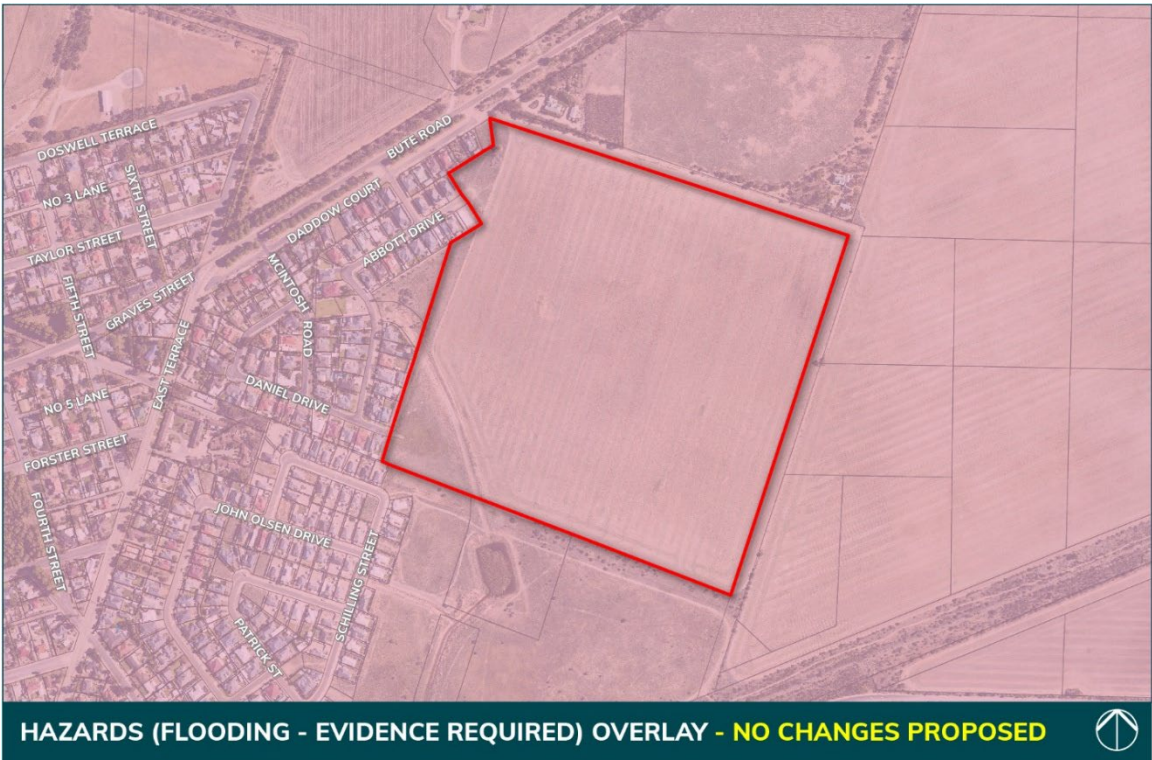 BUTE ROAD
DOSWELL TERRACE
SIXTH STREET
NO 3 LANE
DADDOW COURT
ABBOTT DRIVE
TAYLOR STREET
MCINTOSH ROAD
FIFTH STREET
GRAVES STREET
EAST TERRACE
DANIEL DRIVE
NO 5 LANE
FORSTER STREET
FOURTH STREET
JOHN OLSEN DRIVE
SCHILLING STREET
PATRICK ST
HAZARDS (FLOODING - EVIDENCE REQUIRED) OVERLAY - NO CHANGES PROPOSED